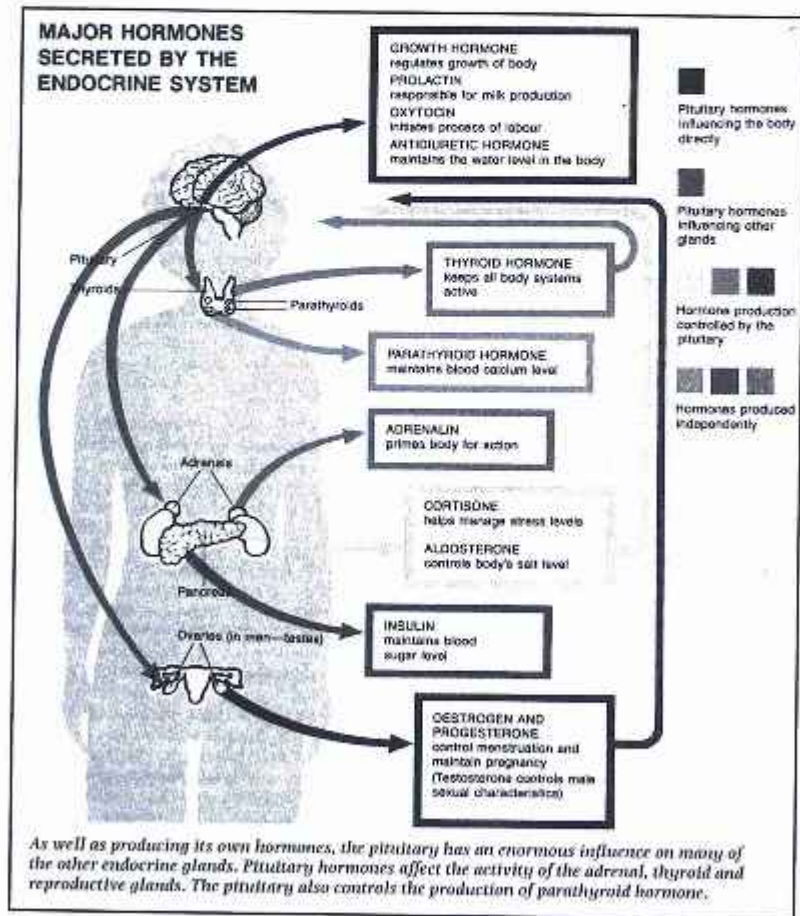 MAJOR HORMONES
SECRETED BY THE
ENDOCRINE SYSTEM
GROWTH HORMONE
regulates growth of body
PROLACTIN
responsible for milk production
OXYTOCIN
initiates process of labour
ANTIDIURETIC HORMONE
maintains the water level in the body
Pituitary hormones
influencing the body
directly
Pituitary hormones
influencing other
glands
Hormone production
controlled by the
pituitary
Hormones produced
independently
Pituitary
Thyroids
Parathyroids
THYROID HORMONE
keeps all body systems
active
PARATHYROID HORMONE
maintains blood calcium level
ADRENALIN
primes body for action
Adrenals
CORTISONE
helps manage stress levels
ALDOSTERONE
controls body's salt level
Pancreas
INSULIN
maintains blood
sugar level
Ovaries (in men—testes)
OESTROGEN AND
PROGESTERONE
control menstruation and
maintain pregnancy
(Testosterone controls male
sexual characteristics)
As well as producing its own hormones, the pituitary has an enormous influence on many of
the other endocrine glands. Pituitary hormones affect the activity of the adrenal, thyroid and
reproductive glands. The pituitary also controls the production of parathyroid hormone.